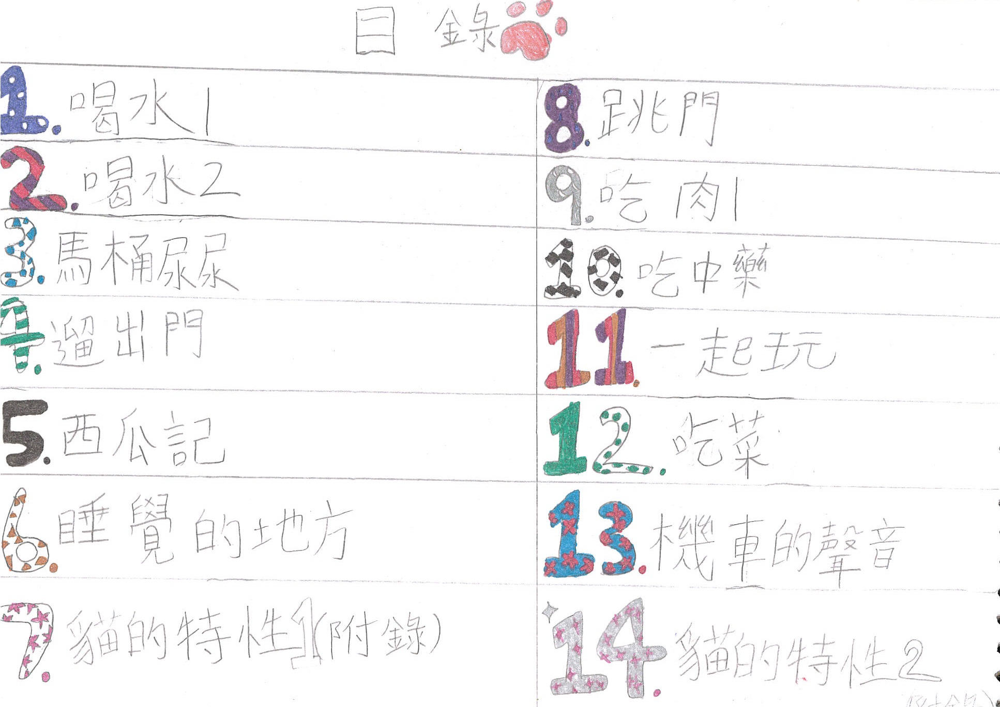 目錄
1.喝水1
2.喝水2
3.馬桶尿尿
4.遛出門
5.西瓜記
6.睡覺的地方
7.貓的特性1(附錄)
8.跳門
9.吃肉1
10.吃中藥
11.一起玩
12.吃菜
13.機車的聲音
14.貓的特性2